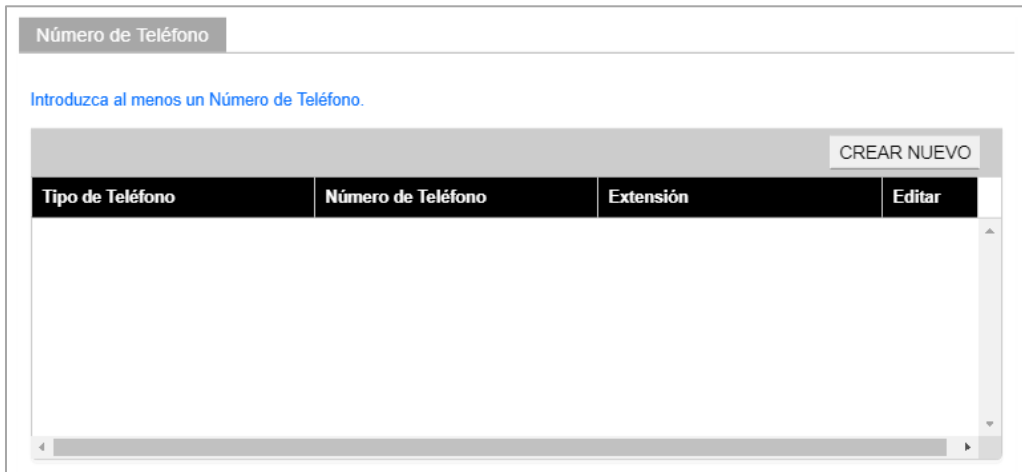 Número de Teléfono
Introduzca al menos un Número de Teléfono.
CREAR NUEVO
Tipo de Teléfono Número de Teléfono Extensión Editar